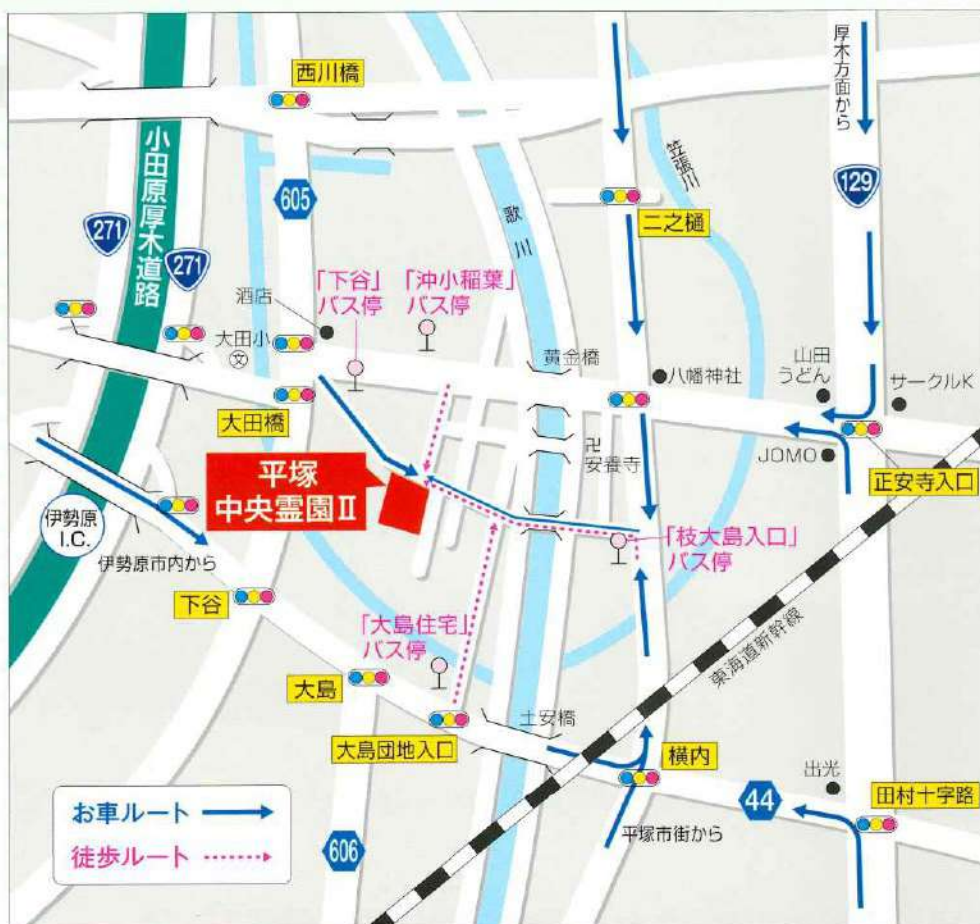 西川橋
厚木方面から
小田原厚木道路
271
271
605
歌川
笠張川
129
二之樋
「下谷」
バス停
「沖小稲葉」
バス停
酒店
大田小
文
黄金橋
八幡神社
山田
うどん
サークルK
大田橋
卍
安養寺
JOMO
正安寺入口
平塚
中央霊園Ⅱ
伊勢原
I.C.
伊勢原市内から
「枝大島入口」
バス停
下谷
「大島住宅」
バス停
東海道新幹線
大島
大島団地入口
土安橋
横内
出光
田村十字路
44
平塚市街から
606
お車ルート
徒歩ルート